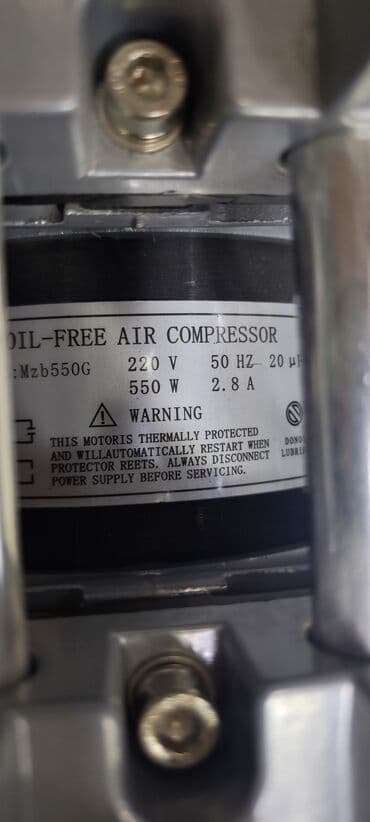 OIL-FREE AIR COMPRESSOR
:Mzb550G 220 V 50 HZ 20 μ
550 W 2.8 A
WARNING
THIS MOTORIS THERMALLY PROTECTED
AND WILLAUTOMATICALLY RESTART WHEN
PROTECTOR REETS. ALWAYS DISCONNECT
POWER SUPPLY BEFORE SERVICING.